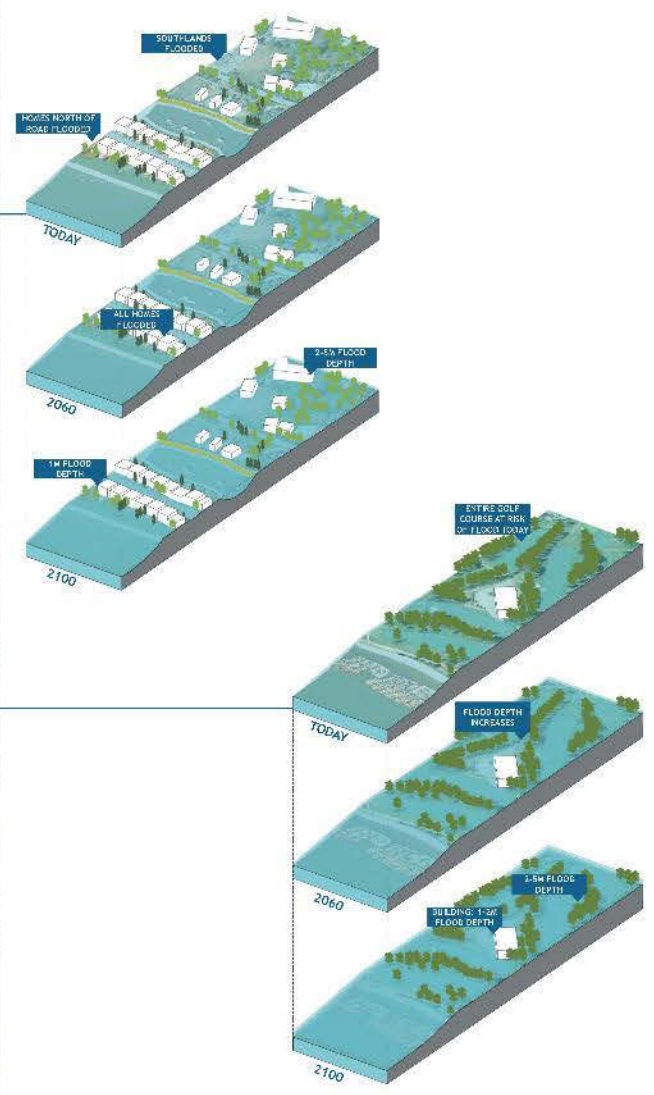 SOUTHLANDS
FLOODED
HOMES NORTH OF
ROAD FLOODED
TODAY
ALL HOMES
FLOODED
2060
2-5M FLOOD
DEPTH
1M FLOOD
DEPTH
2100
ENTIRE GOLF
COURSE AT RISK
OF FLOOD TODAY
TODAY
FLOOD DEPTH
INCREASES
2060
2-5M FLOOD
DEPTH
BUILDING: 1-2M
FLOOD DEPTH
2100